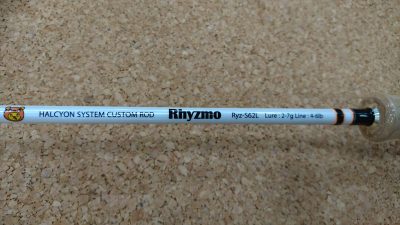 HALCYON SYSTEM CUSTOM ROD Rhyzmo Ryz-S62L Lure : 2-7g Line : 4-6lb